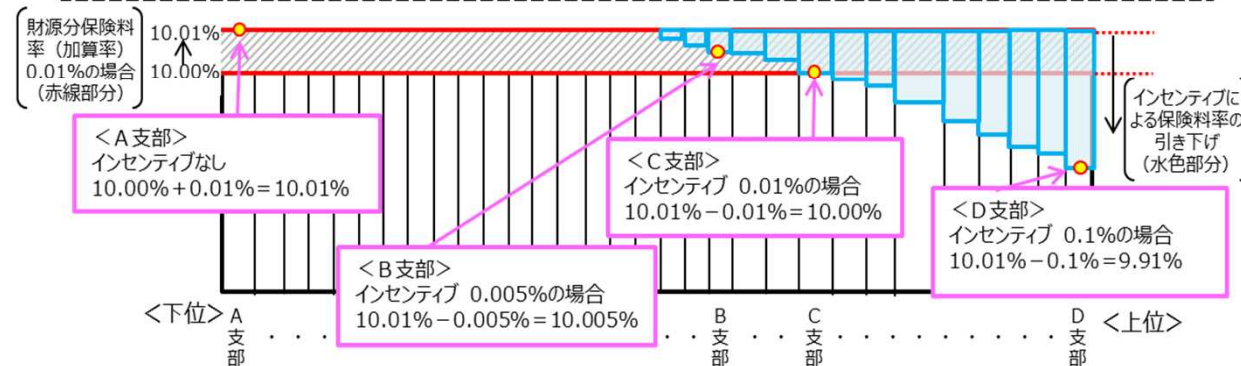 財源分保険料
率（加算率）
0.01%の場合
（赤線部分）
10.01%
10.00%
インセンティブに
よる保険料率の
引き下げ
（水色部分）
＜A支部＞
インセンティブなし
10.00%＋0.01%＝10.01%
＜B支部＞
インセンティブ 0.005%の場合
10.01%－0.005%＝10.005%
＜C支部＞
インセンティブ 0.01%の場合
10.01%－0.01%＝10.00%
＜D支部＞
インセンティブ 0.1%の場合
10.01%－0.1%＝9.91%
＜下位＞
A支部
・・・
B支部
・・
C支部
・・・・・・・・・
D支部
＜上位＞